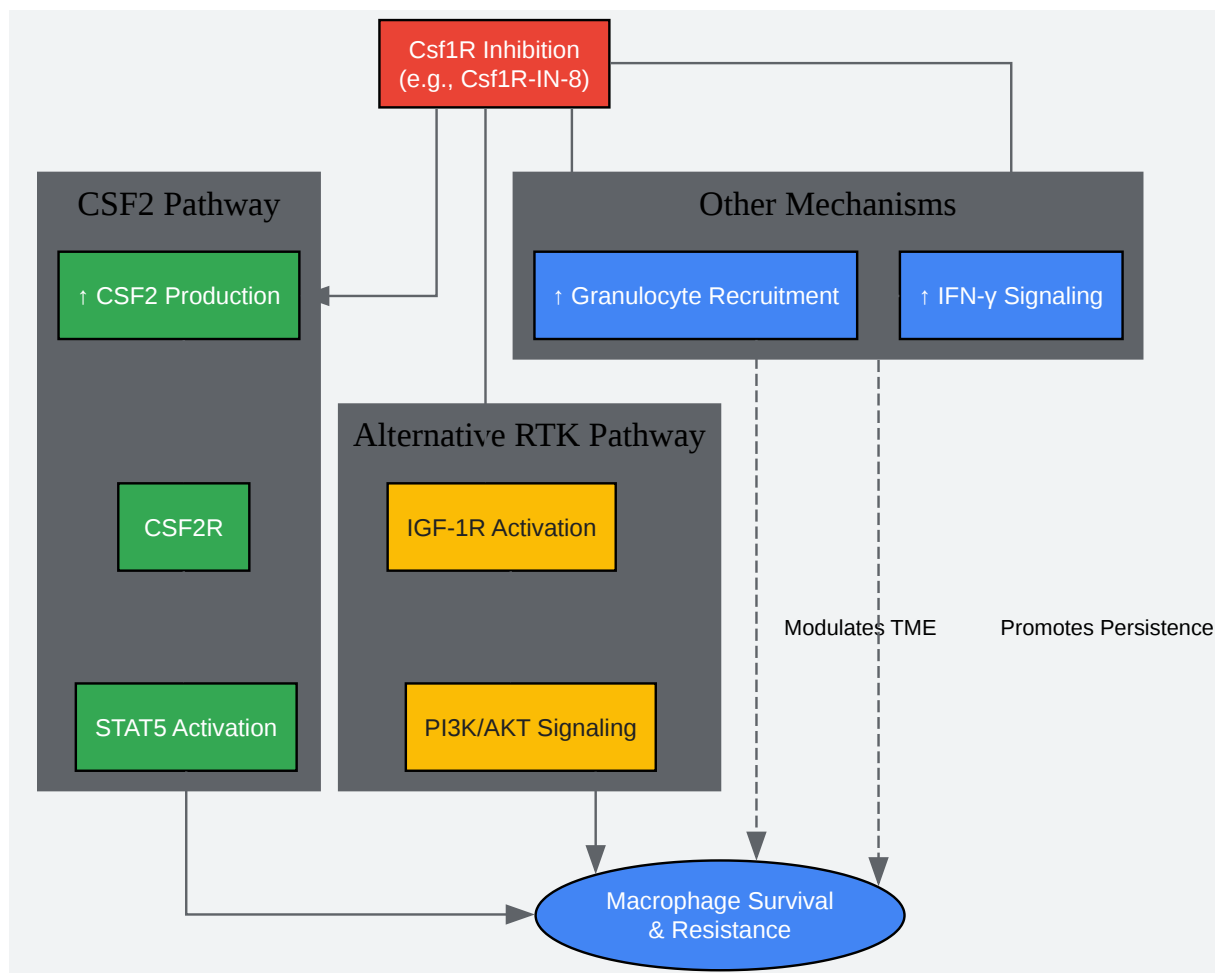 Csf1R Inhibition
(e.g., Csf1R-IN-8)
CSF2 Pathway
Other Mechanisms
↑ CSF2 Production
↑ Granulocyte Recruitment
↑ IFN-γ Signaling
Alternative RTK Pathway
CSF2R
IGF-1R Activation
Modulates TME
Promotes Persistence
STAT5 Activation
PI3K/AKT Signaling
Macrophage Survival
& Resistance